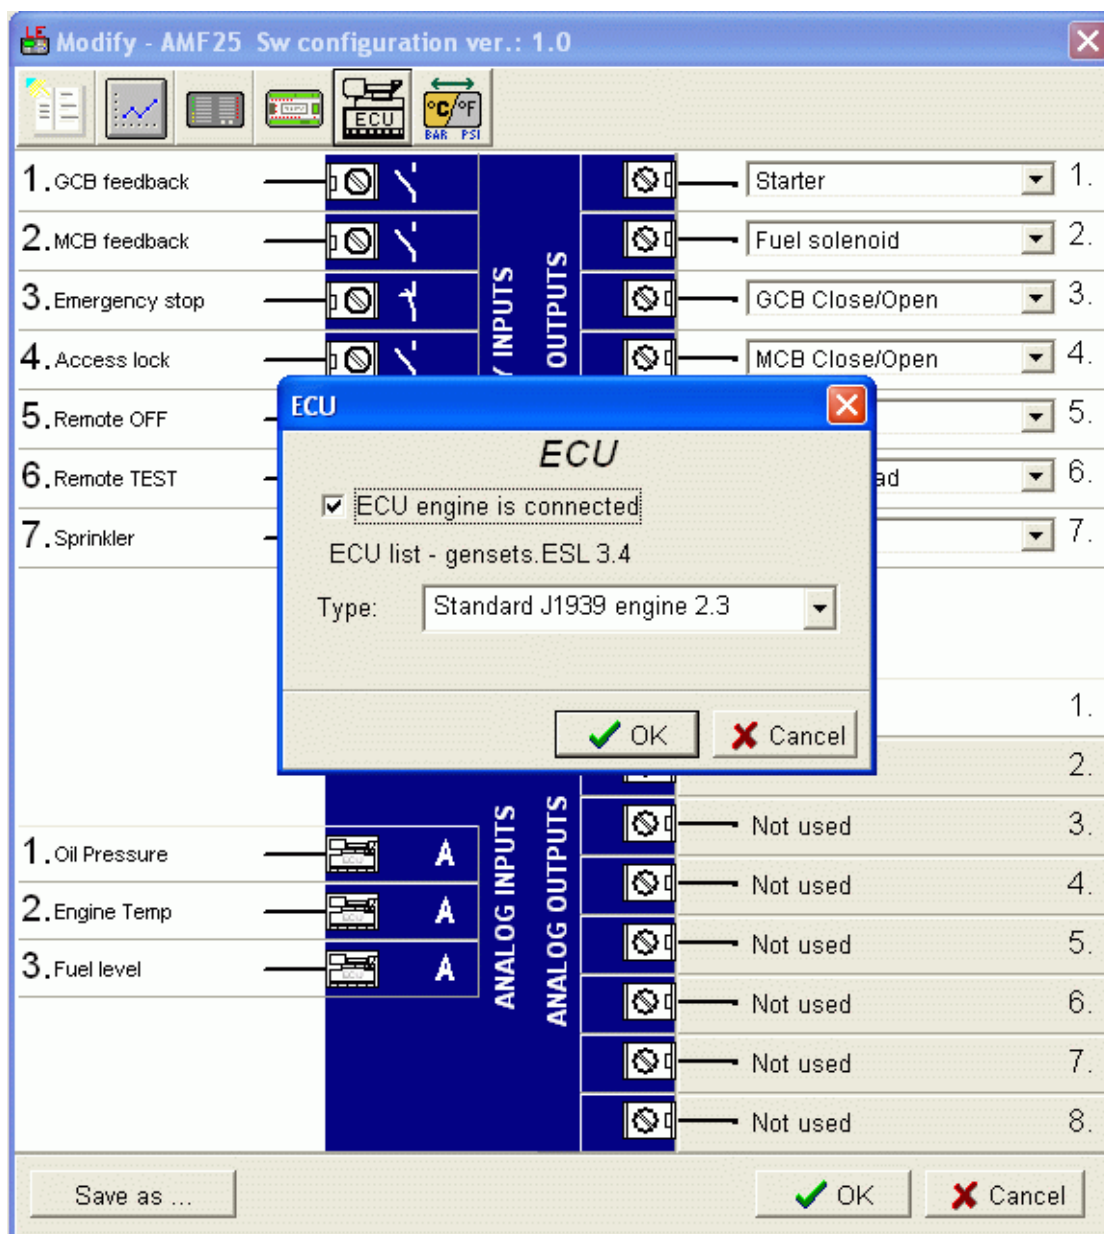 Modify - AMF25 Sw configuration ver.: 1.0
ECU
°C/°F
BAR PSI
1. GCB feedback
Starter 1.
2. MCB feedback
Fuel solenoid 2.
3. Emergency stop
GCB Close/Open 3.
4. Access lock
MCB Close/Open 4.
5. Remote OFF
5.
6. Remote TEST
ad 6.
7. Sprinkler
7.
INPUTS
OUTPUTS
ECU
ECU
ECU engine is connected
ECU list - gensets.ESL 3.4
Type: Standard J1939 engine 2.3
OK Cancel
1.
2.
1. Oil Pressure A
2. Engine Temp A
3. Fuel level A
ANALOG INPUTS
ANALOG OUTPUTS
Not used 3.
Not used 4.
Not used 5.
Not used 6.
Not used 7.
Not used 8.
Save as ... OK Cancel